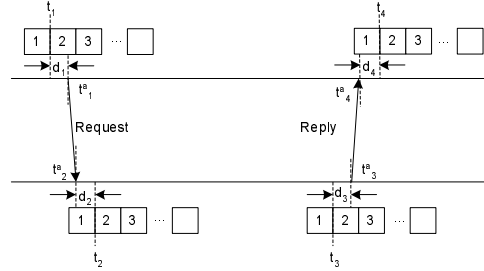 t1 t4
1 2 3 ... 1 2 3 ...
d1 d4
ta1 ta4
Request Reply
ta2 ta3
d2 d3
1 2 3 ... 1 2 3 ...
t2 t3